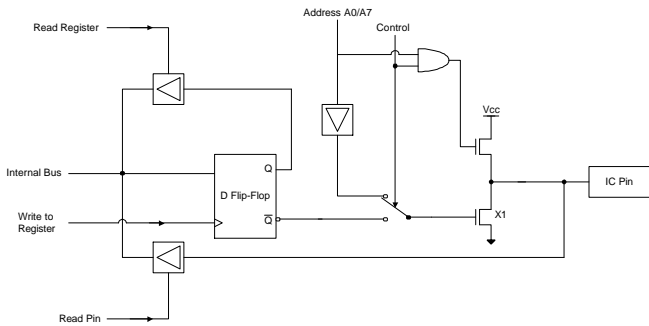 Address A0/A7
Read Register
Control
Vcc
Internal Bus
Q
D Flip-Flop
IC Pin
Write to
Register
Q
X1
Read Pin